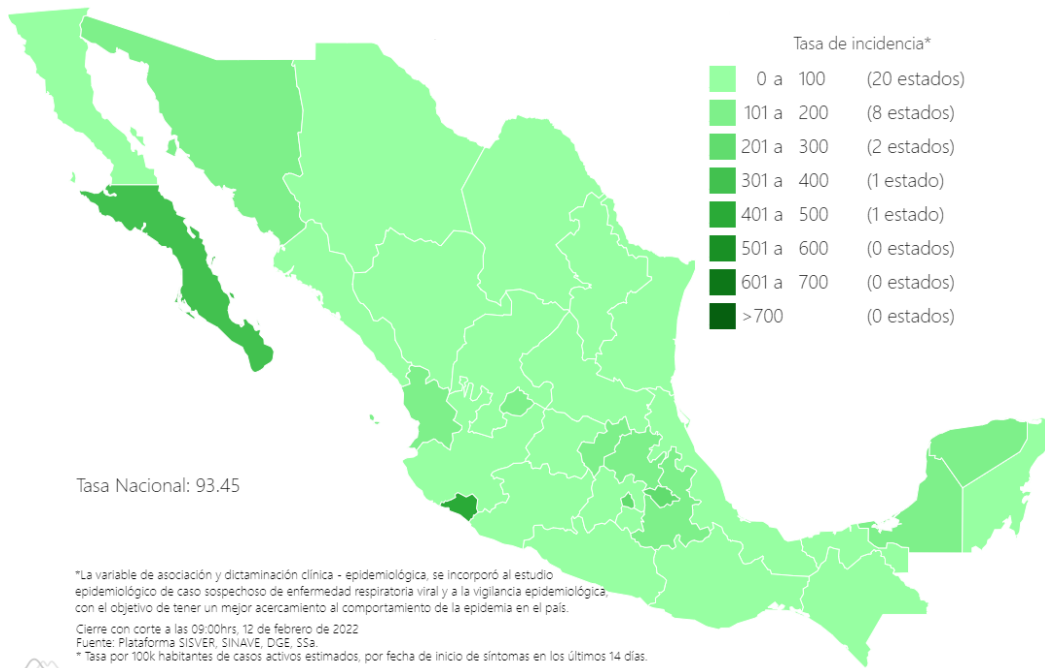 Tasa de incidencia*
0 a 100 (20 estados)
101 a 200 (8 estados)
201 a 300 (2 estados)
301 a 400 (1 estado)
401 a 500 (1 estado)
501 a 600 (0 estados)
601 a 700 (0 estados)
>700 (0 estados)
Tasa Nacional: 93.45
*La variable de asociación y dictaminación clínica - epidemiológica, se incorporó al estudio
epidemiológico de caso sospechoso de enfermedad respiratoria viral y a la vigilancia epidemiológica,
con el objetivo de tener un mejor acercamiento al comportamiento de la epidemia en el país.
Cierre con corte a las 09:00hrs, 12 de febrero de 2022
Fuente: Plataforma SISVER, SINAVE, DGE, SSa.
* Tasa por 100k habitantes de casos activos estimados, por fecha de inicio de síntomas en los últimos 14 días.